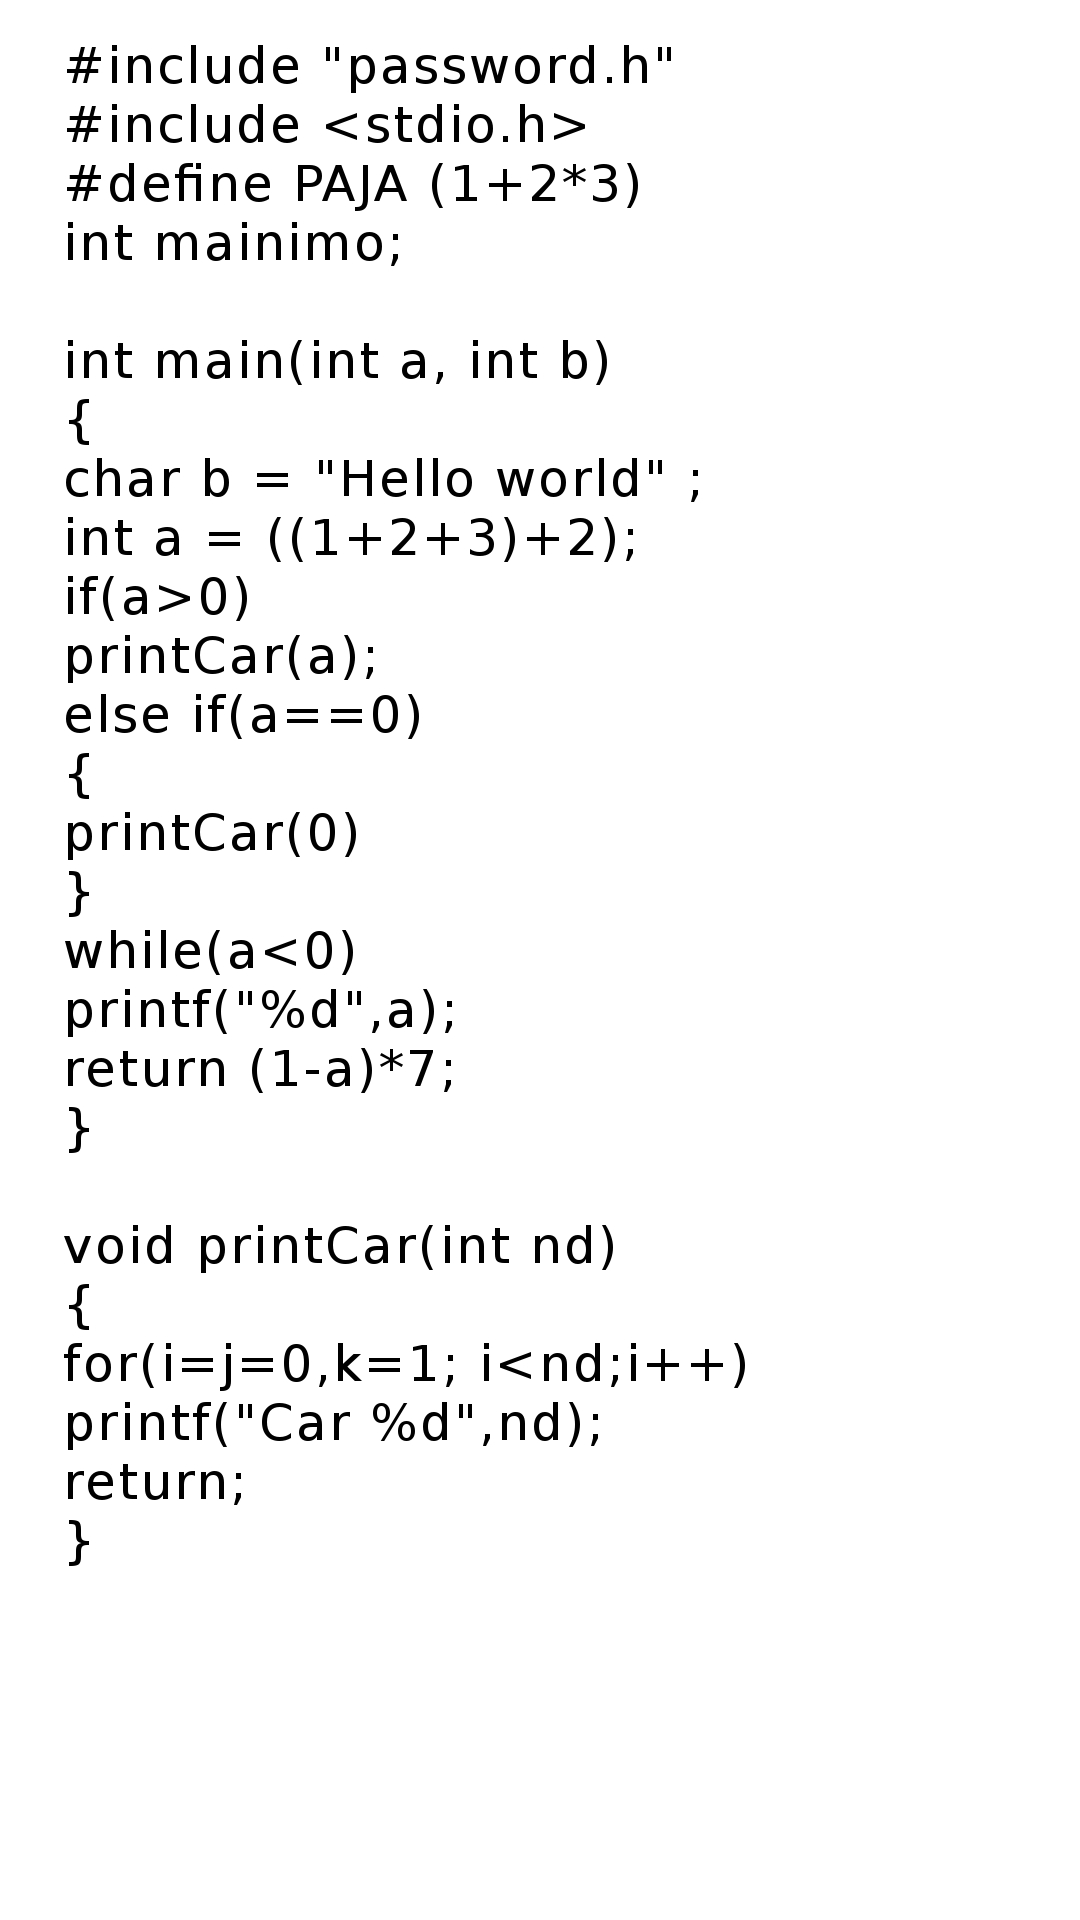 #include "password.h"
#include <stdio.h>
#define PAJA (1+2*3)
int mainimo;

int main(int a, int b)
{
char b = "Hello world" ;
int a = ((1+2+3)+2);
if(a>0)
printCar(a);
else if(a==0)
{
printCar(0)
}
while(a<0)
printf("%d",a);
return (1-a)*7;
}

void printCar(int nd)
{
for(i=j=0,k=1; i<nd;i++)
printf("Car %d",nd);
return;
}